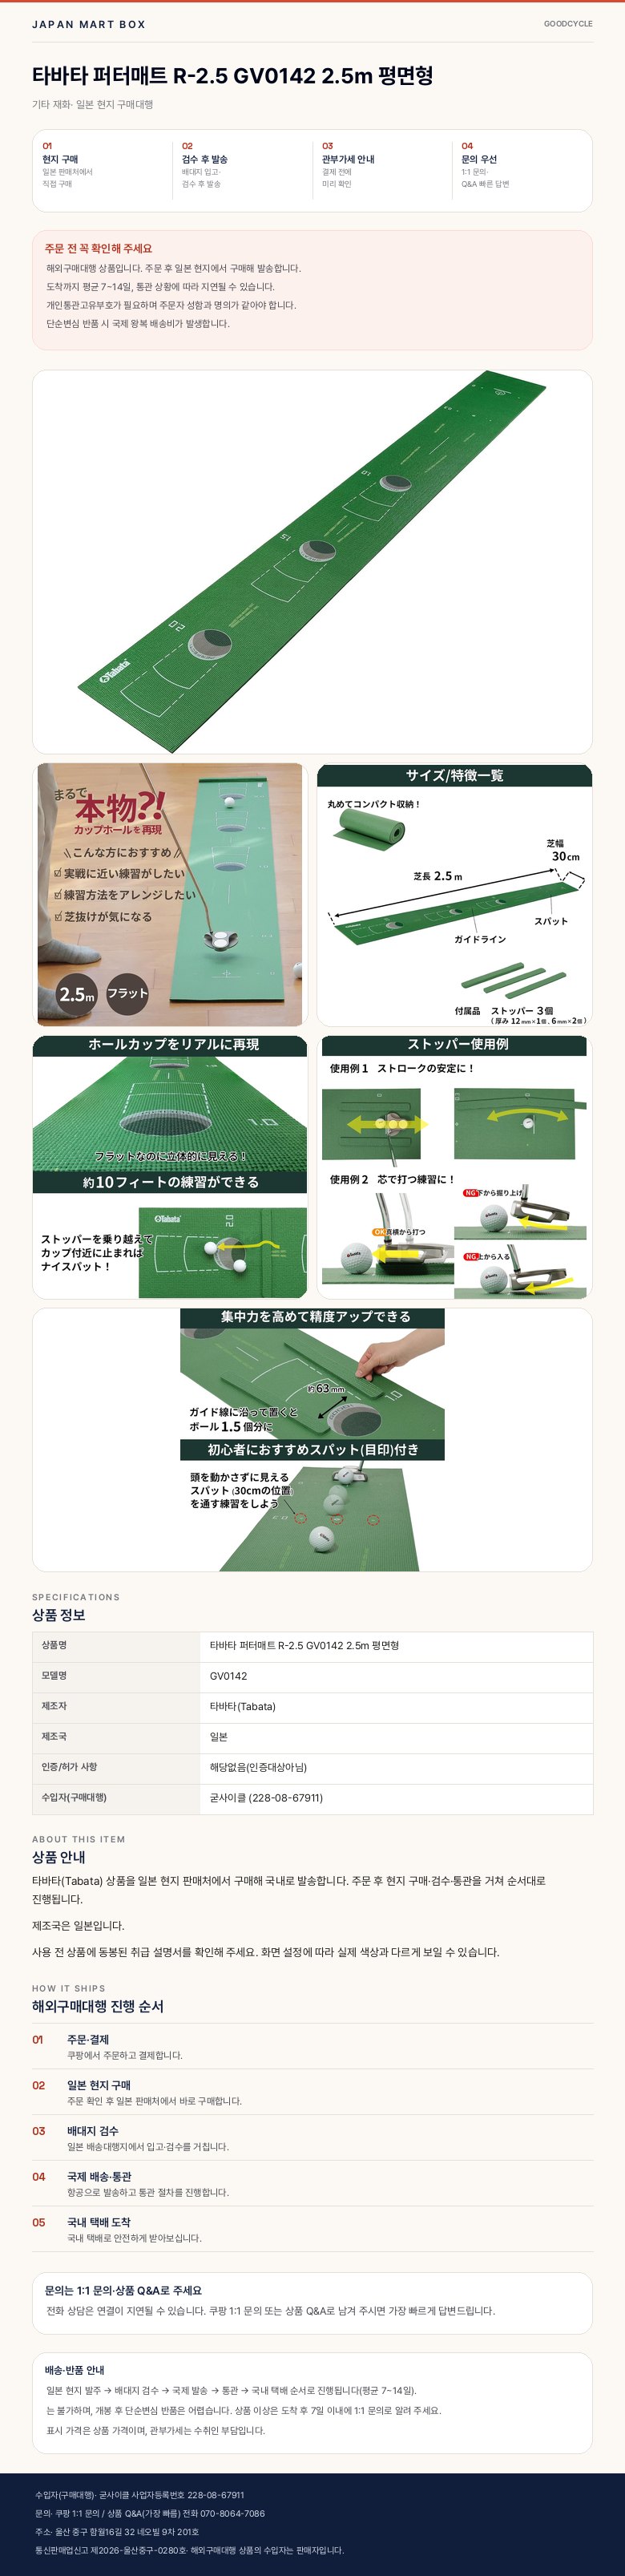 JAPAN MART BOX
GOODCYCLE
타바타 퍼터매트 R-2.5 GV0142 2.5m 평면형
기타 재화· 일본 현지 구매대행
01
현지 구매
일본 판매처에서
직접 구매
02
검수 후 발송
배대지 입고·
검수 후 발송
03
관부가세 안내
결제 전에
미리 확인
04
문의 우선
1:1 문의·
Q&A 빠른 답변
주문 전 꼭 확인해 주세요
해외구매대행 상품입니다. 주문 후 일본 현지에서 구매해 발송합니다.
도착까지 평균 7~14일, 통관 상황에 따라 지연될 수 있습니다.
개인통관고유부호가 필요하며 주문자 성함과 명의가 같아야 합니다.
단순변심 반품 시 국제 왕복 배송비가 발생합니다.
10
15
20
Tabata
まるで
本物?!
カップホールを再現
こんな方におすすめ
実戦に近い練習がしたい
練習方法をアレンジしたい
芝抜けが気になる
2.5m
フラット
サイズ/特徴一覧
丸めてコンパクト収納！
芝幅
30cm
芝長 2.5m
スパット
ガイドライン
付属品 ストッパー 3個
(厚み 12mm×1個、6mm×2個)
ホールカップをリアルに再現
1.0
フラットなのに立体的に見える！
約10フィートの練習ができる
Tabata
2.0
ストッパーを乗り越えて
カップ付近に止まれば
ナイスパット！
ストッパー使用例
使用例1 ストロークの安定に！
使用例2 芯で打つ練習に！
NG 下から掘り上げ
OK 真横から打つ
NG 上から入る
集中力を高めて精度アップできる
約63mm
10
ガイド線に沿って置くと
ボール1.5個分に
初心者におすすめスパット(目印)付き
頭を動かさずに見える
スパット(30cmの位置)
を通す練習をしよう
SPECIFICATIONS
상품 정보
상품명
타바타 퍼터매트 R-2.5 GV0142 2.5m 평면형
모델명
GV0142
제조자
타바타(Tabata)
제조국
일본
인증/허가 사항
해당없음(인증대상아님)
수입자(구매대행)
굳사이클 (228-08-67911)
ABOUT THIS ITEM
상품 안내
타바타(Tabata) 상품을 일본 현지 판매처에서 구매해 국내로 발송합니다. 주문 후 현지 구매·검수·통관을 거쳐 순서대로
진행됩니다.
제조국은 일본입니다.
사용 전 상품에 동봉된 취급 설명서를 확인해 주세요. 화면 설정에 따라 실제 색상과 다르게 보일 수 있습니다.
HOW IT SHIPS
해외구매대행 진행 순서
01
주문·결제
쿠팡에서 주문하고 결제합니다.
02
일본 현지 구매
주문 확인 후 일본 판매처에서 바로 구매합니다.
03
배대지 검수
일본 배송대행지에서 입고·검수를 거칩니다.
04
국제 배송·통관
항공으로 발송하고 통관 절차를 진행합니다.
05
국내 택배 도착
국내 택배로 안전하게 받아보십니다.
문의는 1:1 문의·상품 Q&A로 주세요
전화 상담은 연결이 지연될 수 있습니다. 쿠팡 1:1 문의 또는 상품 Q&A로 남겨 주시면 가장 빠르게 답변드립니다.
배송·반품 안내
일본 현지 발주 → 배대지 검수 → 국제 발송 → 통관 → 국내 택배 순서로 진행됩니다(평균 7~14일).
는 불가하며, 개봉 후 단순변심 반품은 어렵습니다. 상품 이상은 도착 후 7일 이내에 1:1 문의로 알려 주세요.
표시 가격은 상품 가격이며, 관부가세는 수취인 부담입니다.
수입자(구매대행)· 굳사이클 사업자등록번호 228-08-67911
문의· 쿠팡 1:1 문의 / 상품 Q&A(가장 빠름) 전화 070-8064-7086
주소· 울산 중구 함월16길 32 네오빌 9차 201호
통신판매업신고 제2026-울산중구-0280호· 해외구매대행 상품의 수입자는 판매자입니다.